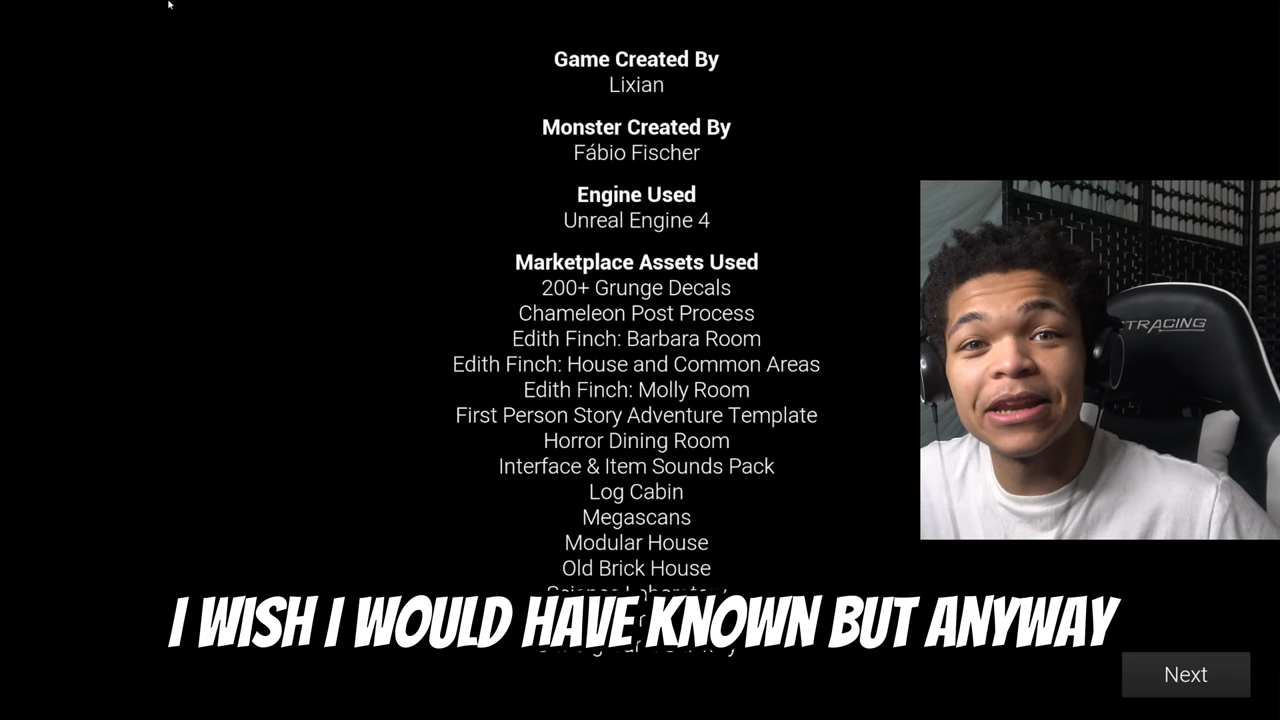 Game Created By
Lixian
Monster Created By
Fábio Fischer
Engine Used
Unreal Engine 4
Marketplace Assets Used
200+ Grunge Decals
Chameleon Post Process
Edith Finch: Barbara Room
Edith Finch: House and Common Areas
Edith Finch: Molly Room
First Person Story Adventure Template
Horror Dining Room
Interface & Item Sounds Pack
Log Cabin
Megascans
Modular House
Old Brick House
Science Laboratory
I WISH I WOULD HAVE KNOWN BUT ANYWAY
Next
TRACING